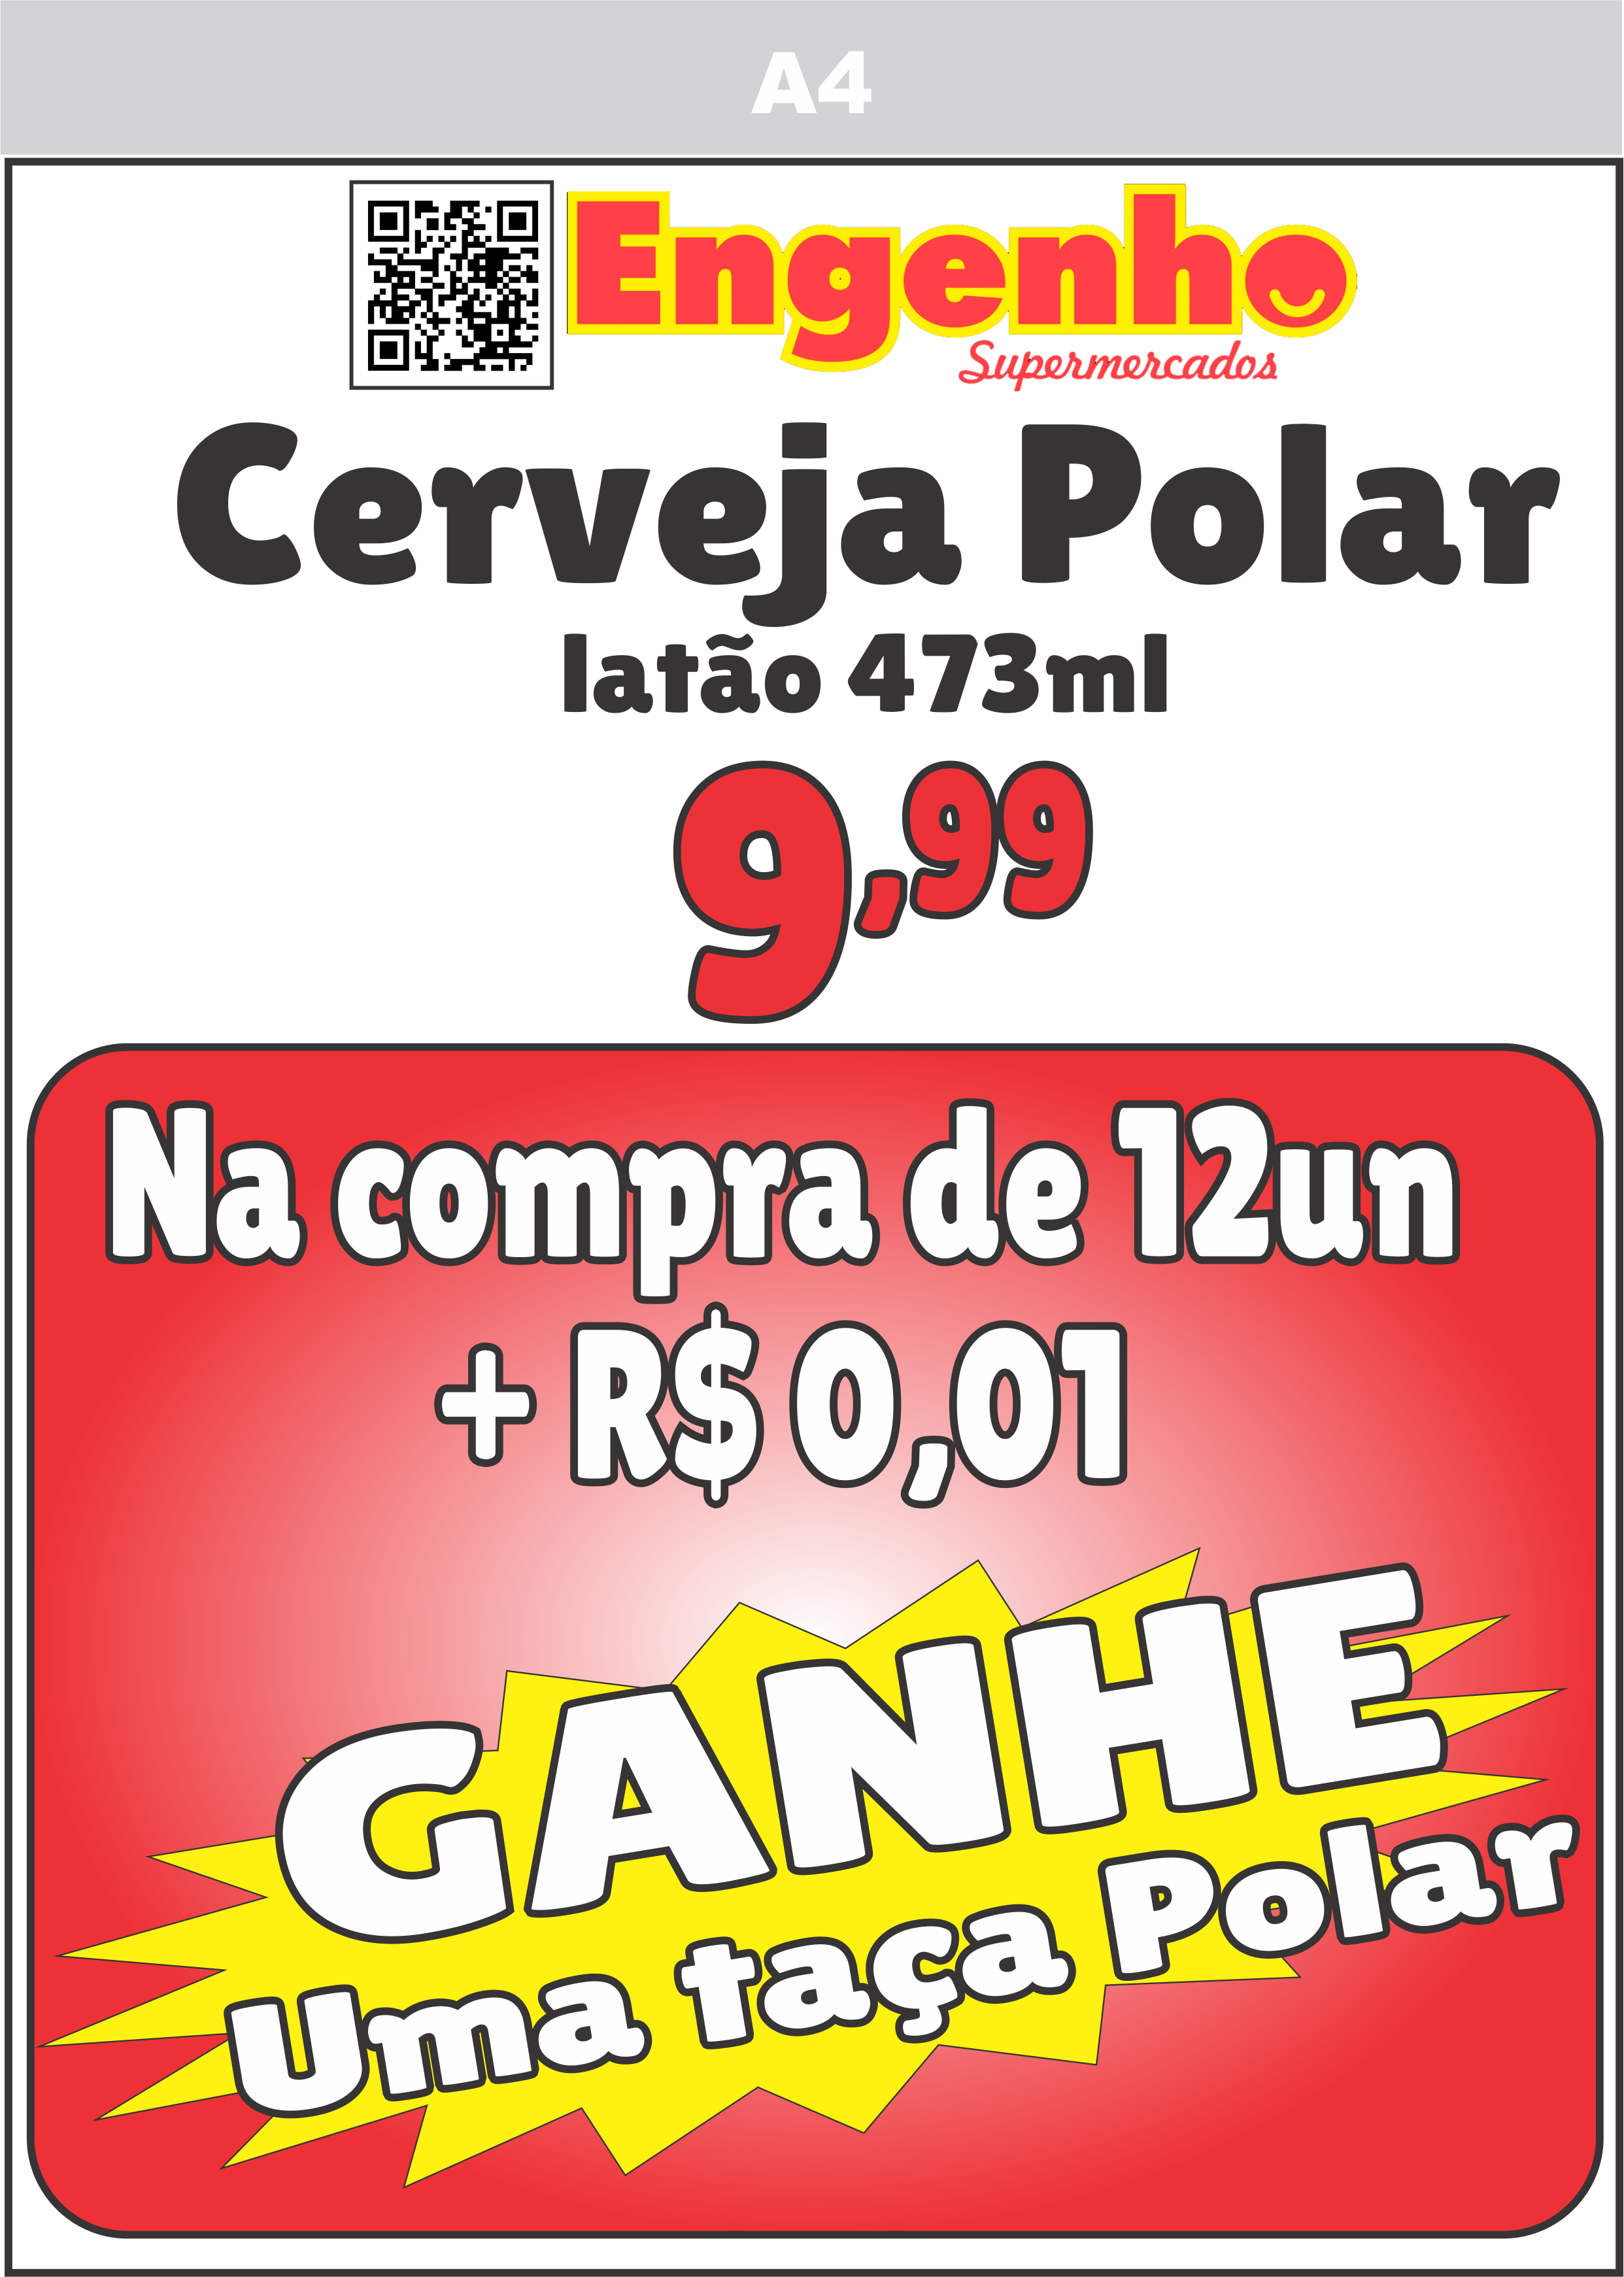 A4
Engenho
Supermercados
Cerveja Polar
latão 473ml
9,99
Na compra de 12un
+ R$ 0,01
GANHE
Uma taça Polar